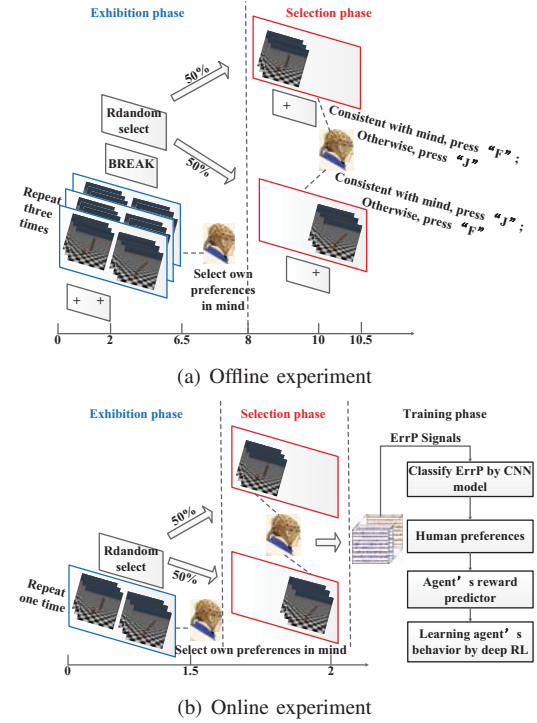 Exhibition phase
Selection phase
50%
Rdandom
select
+
BREAK
50%
Consistent with mind, press “F” ;
Otherwise, press “J”
Repeat
three
times
Consistent with mind, press “J” ;
Otherwise, press “F”
Select own
preferences
in mind
+ +
+
0 2 6.5 8 10 10.5
(a) Offline experiment
Exhibition phase
Selection phase
Training phase
ErrP Signals
Classify ErrP by CNN
model
50%
Rdandom
select
50%
Human preferences
Repeat
one time
Agent’ s reward
predictor
Learning agent’ s
behavior by deep RL
Select own preferences in mind
0 1.5 2
(b) Online experiment